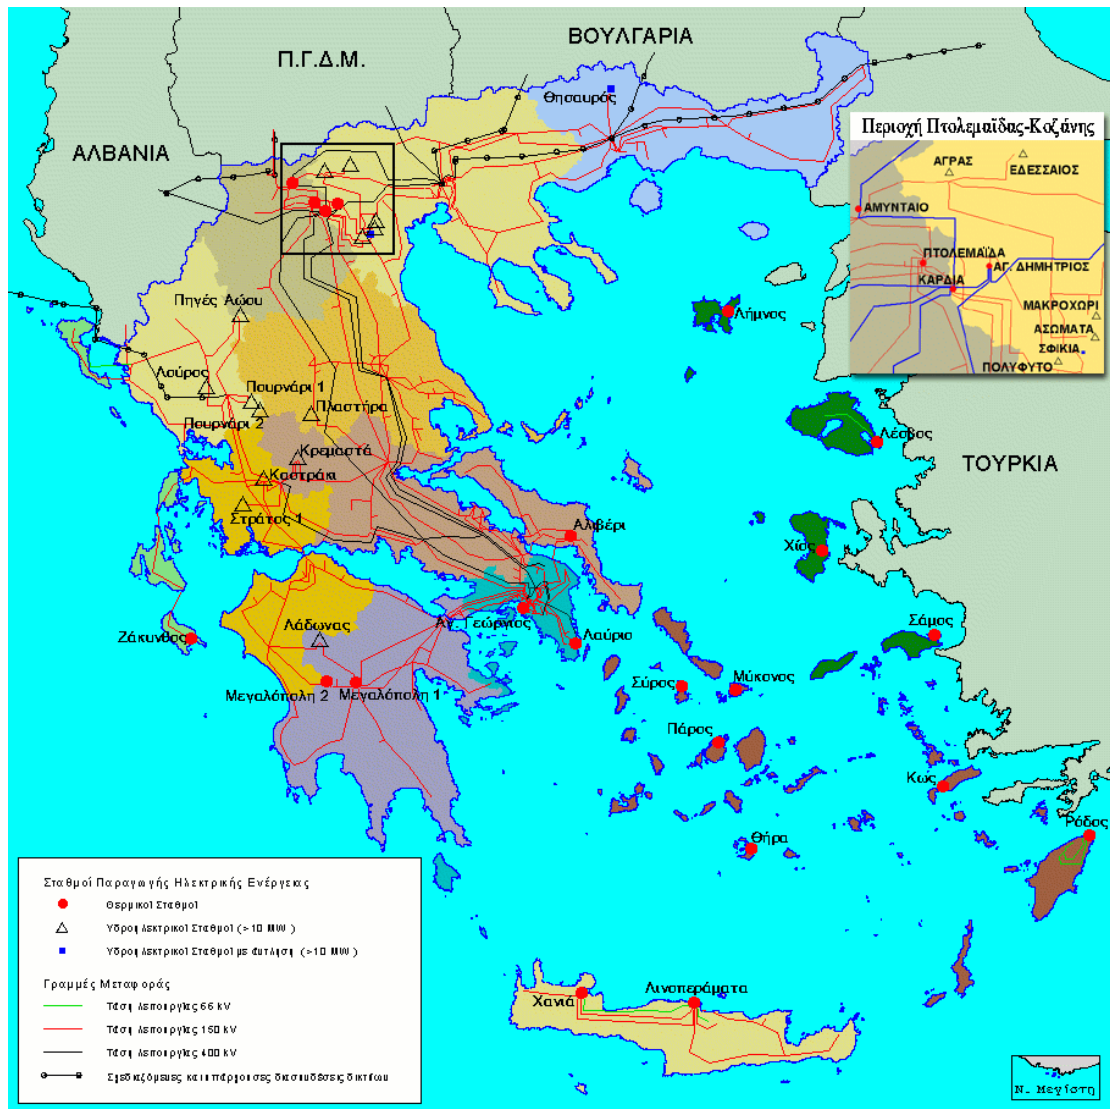 ΒΟΥΛΓΑΡΙΑ
Π.Γ.Δ.Μ.
Θησαυρός
ΑΛΒΑΝΙΑ
Περιοχή Πτολεμαΐδας-Κοζάνης
ΑΓΡΑΣ
ΕΔΕΣΣΑΙΟΣ
ΑΜΥΝΤΑΙΟ
ΠΤΟΛΕΜΑΪΔΑ
ΑΓ. ΔΗΜΗΤΡΙΟΣ
ΚΑΡΔΙΑ
ΜΑΚΡΟΧΩΡΙ
ΑΣΩΜΑΤΑ
ΣΦΙΚΙΑ
ΠΟΛΥΦΥΤΟ
Πηγές Αώου
Λήμνος
Λούρος
Πουρνάρι 1
Πλαστήρα
Πουρνάρι 2
Λέσβος
Κρεμαστά
ΤΟΥΡΚΙΑ
Καστράκι
Στράτος 1
Αλιβέρι
Χίος
Αγ. Γεώργιος
Λάδωνας
Ζάκυνθος
Λαύριο
Σάμος
Σύρος
Μύκονος
Μεγαλόπολη 2
Μεγαλόπολη 1
Πάρος
Κως
Ρόδος
Θήρα
Σταθμοί Παραγωγής Ηλεκτρικής Ενέργειας
Θερμικοί Σταθμοί
Υδροηλεκτρικοί Σταθμοί (>10 MW)
Υδροηλεκτρικοί Σταθμοί με άντληση (>10 MW)
Γραμμές Μεταφοράς
Τάση λειτουργίας 66 kV
Τάση λειτουργίας 150 kV
Τάση λειτουργίας 400 kV
Σχεδιαζόμενες και υπάρχουσες διασυνδέσεις δικτύου
Χανιά
Λινοπεράματα
Ν. Μεγίστη